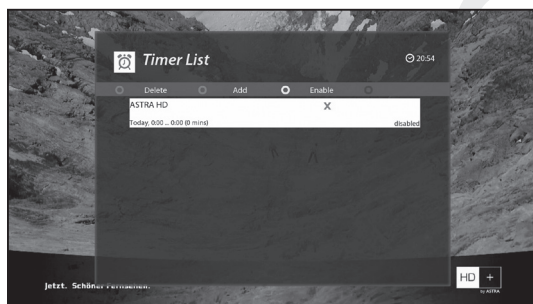 Timer List
20:54
Delete Add Enable
ASTRA HD X
Today, 0:00 ... 0:00 (0 mins) disabled
Jetzt. Schöner Fernsehen.
HD +
by ASTRA